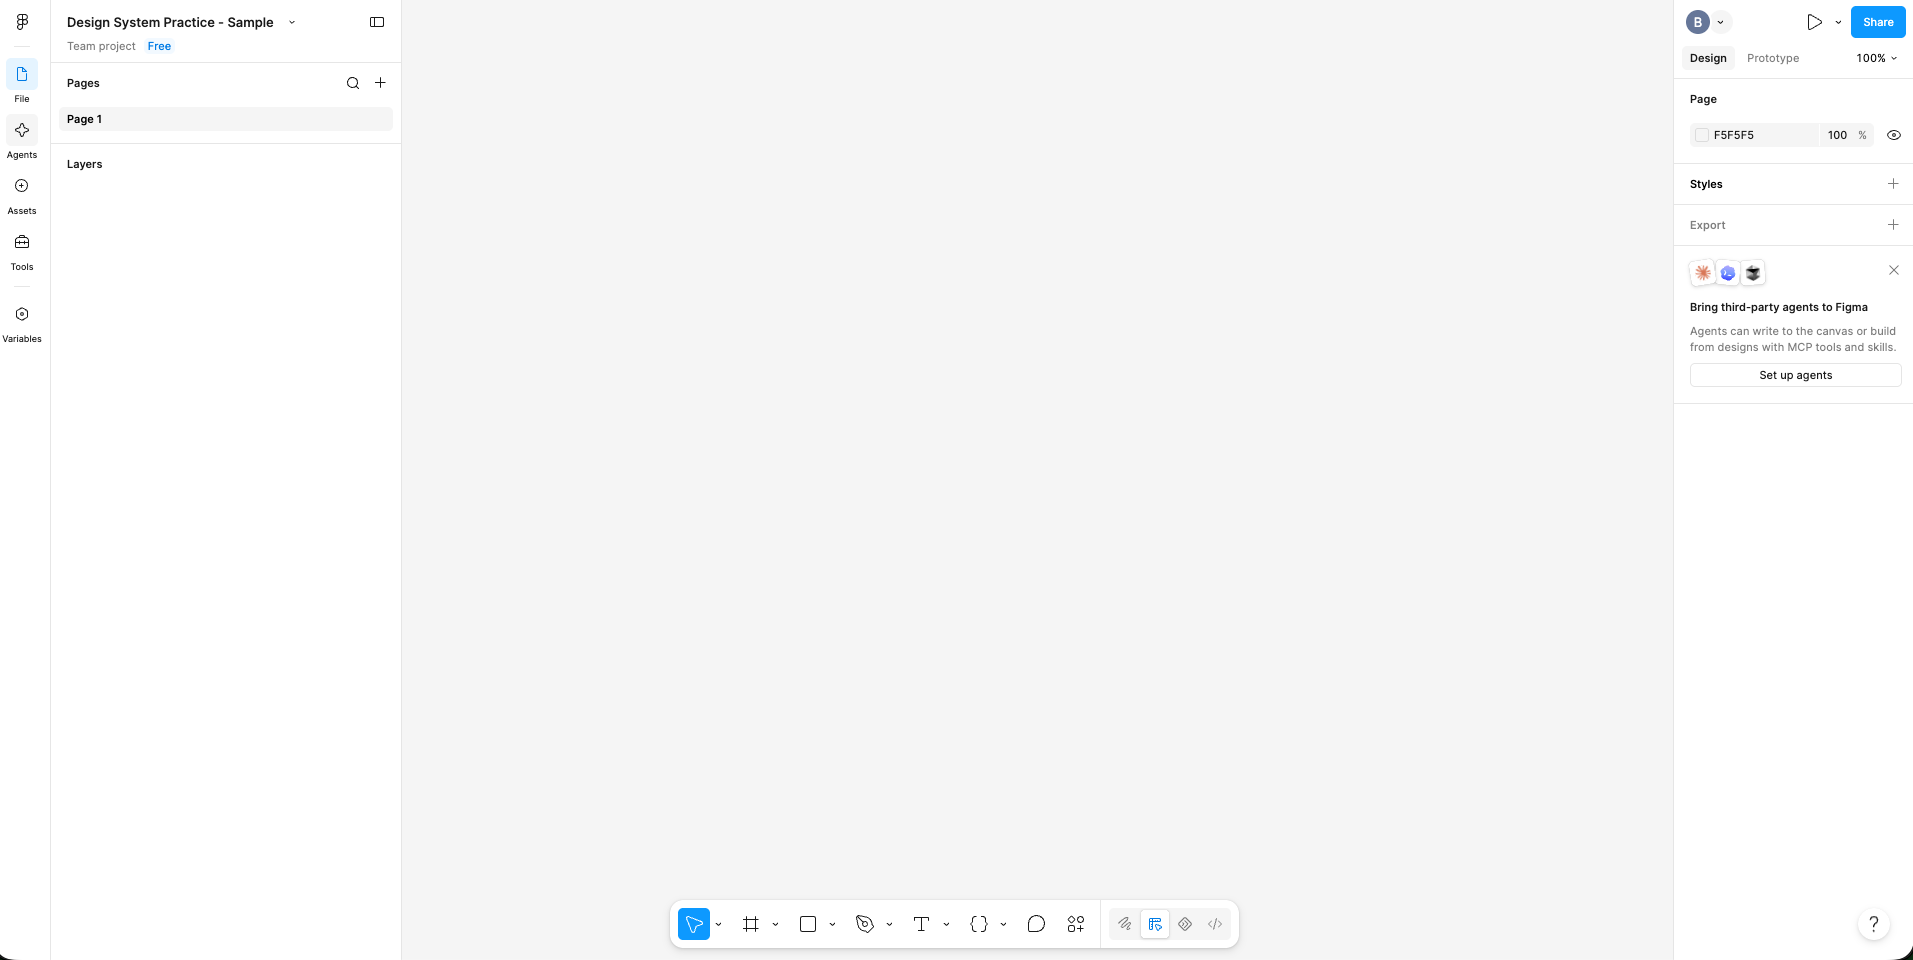 Design System Practice - Sample
Team project Free
File
Agents
Assets
Tools
Variables
Pages
Page 1
Layers
B
Share
Design Prototype 100%
Page
F5F5F5 100 %
Styles
Export
Bring third-party agents to Figma
Agents can write to the canvas or build
from designs with MCP tools and skills.
Set up agents
?